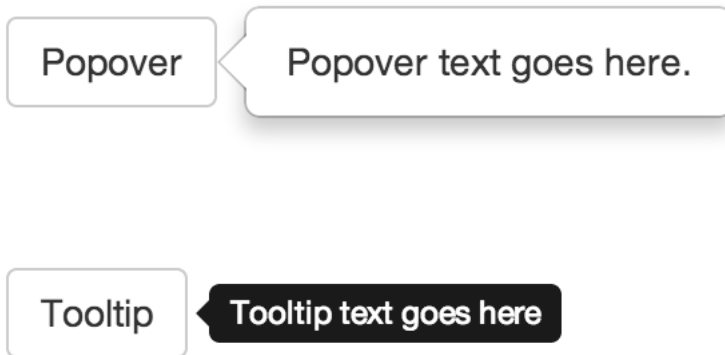 Popover
Popover text goes here.
Tooltip
Tooltip text goes here